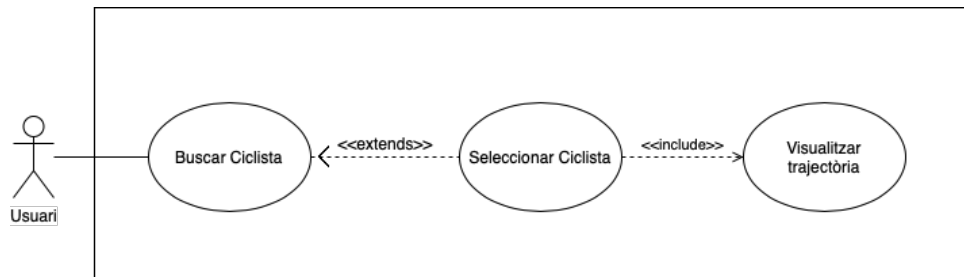 Usuari
Buscar Ciclista
<<extends>>
Seleccionar Ciclista
<<include>>
Visualitzar
trajectòria